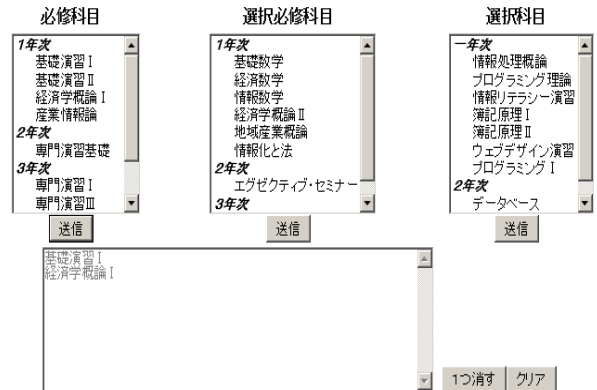 必修科目
1年次
基礎演習Ⅰ
基礎演習Ⅱ
経済学概論Ⅰ
産業情報論
2年次
専門演習基礎
3年次
専門演習Ⅰ
専門演習Ⅲ
送信
選択必修科目
1年次
基礎数学
経済数学
情報数学
経済学概論Ⅱ
地域産業概論
情報化と法
2年次
エグゼクティブ・セミナー
3年次
送信
選択科目
一年次
情報処理概論
プログラミング理論
情報リテラシー演習
簿記原理Ⅰ
簿記原理Ⅱ
ウェブデザイン演習
プログラミングⅠ
2年次
データベース
送信
基礎演習Ⅰ
経済学概論Ⅰ
1つ消す
クリア